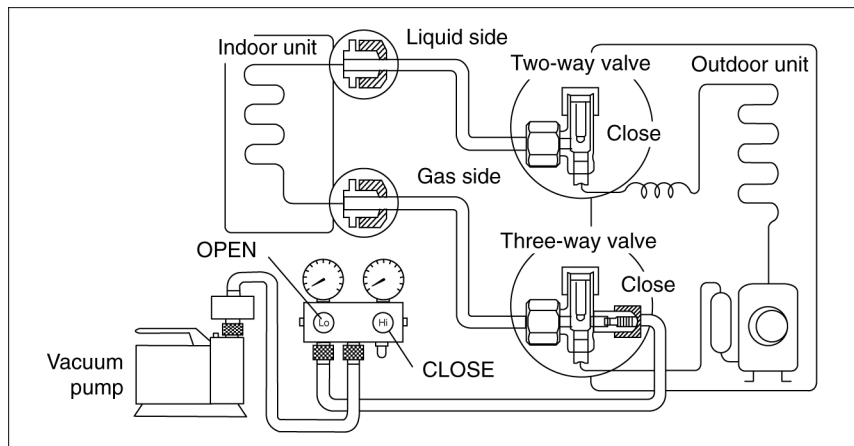 Indoor unit
Liquid side
Two-way valve
Outdoor unit
Close
Gas side
OPEN
Three-way valve
Close
Lo
Hi
CLOSE
Vacuum
pump